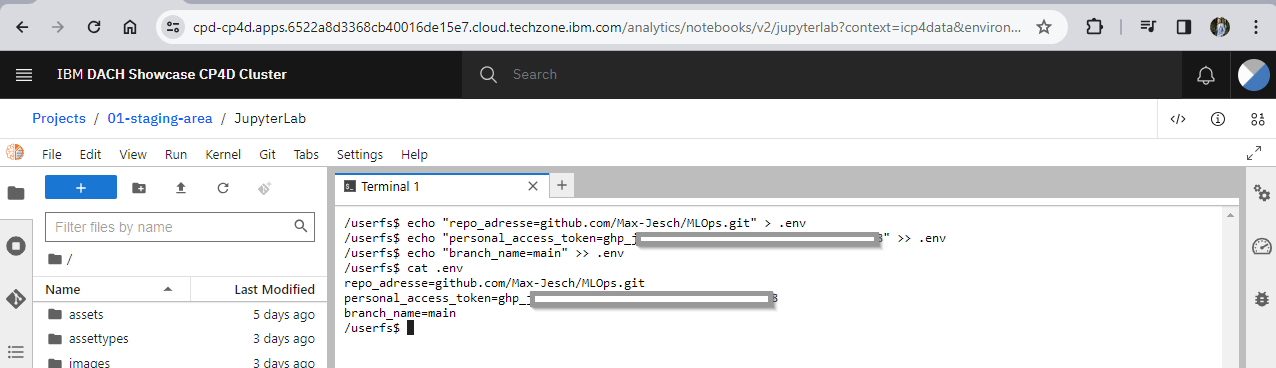 cpd-cp4d.apps.6522a8d3368cb40016de15e7.cloud.techzone.ibm.com/analytics/notebooks/v2/jupyterlab?context=icp4data&environ...
IBM DACH Showcase CP4D Cluster
Search
Projects / 01-staging-area / JupyterLab
File Edit View Run Kernel Git Tabs Settings Help
+
Terminal 1
Filter files by name
/
Name Last Modified
assets 5 days ago
assettypes 3 days ago
images 3 days ago
/userfs$ echo "repo_adresse=github.com/Max-Jesch/MLOps.git" > .env
/userfs$ echo "personal_access_token=ghp_j 8" >> .env
/userfs$ echo "branch_name=main" >> .env
/userfs$ cat .env
repo_adresse=github.com/Max-Jesch/MLOps.git
personal_access_token=ghp_j 8
branch_name=main
/userfs$